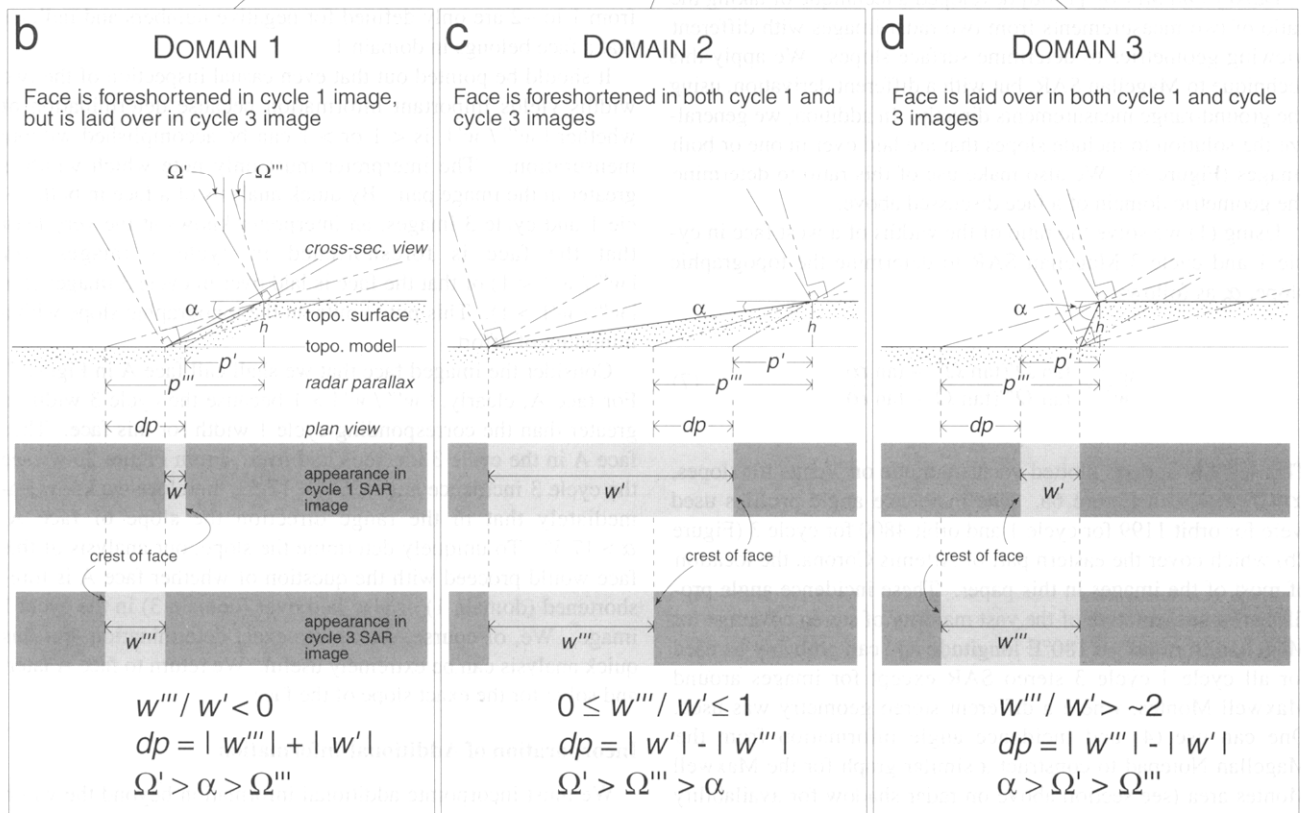 b
DOMAIN 1
Face is foreshortened in cycle 1 image,
but is laid over in cycle 3 image
Ω'
Ω'''
cross-sec. view
α
topo. surface
h
topo. model
p'
p'''
radar parallax
dp
plan view
appearance in
cycle 1 SAR
image
w'
crest of face
appearance in
cycle 3 SAR
image
w'''
w'''/ w' < 0
dp = | w'''| + | w'|
Ω' > α > Ω'''
c
DOMAIN 2
Face is foreshortened in both cycle 1 and
cycle 3 images
α
h
p'
p'''
dp
w'
crest of face
w'''
0 ≤ w'''/ w' ≤ 1
dp = | w'| - | w'''|
Ω' > Ω''' > α
d
DOMAIN 3
Face is laid over in both cycle 1 and cycle
3 images
α
h
p'
p'''
dp
w'
crest of face
w'''
w'''/ w' > ~2
dp = | w'''| - | w'|
α > Ω' > Ω'''